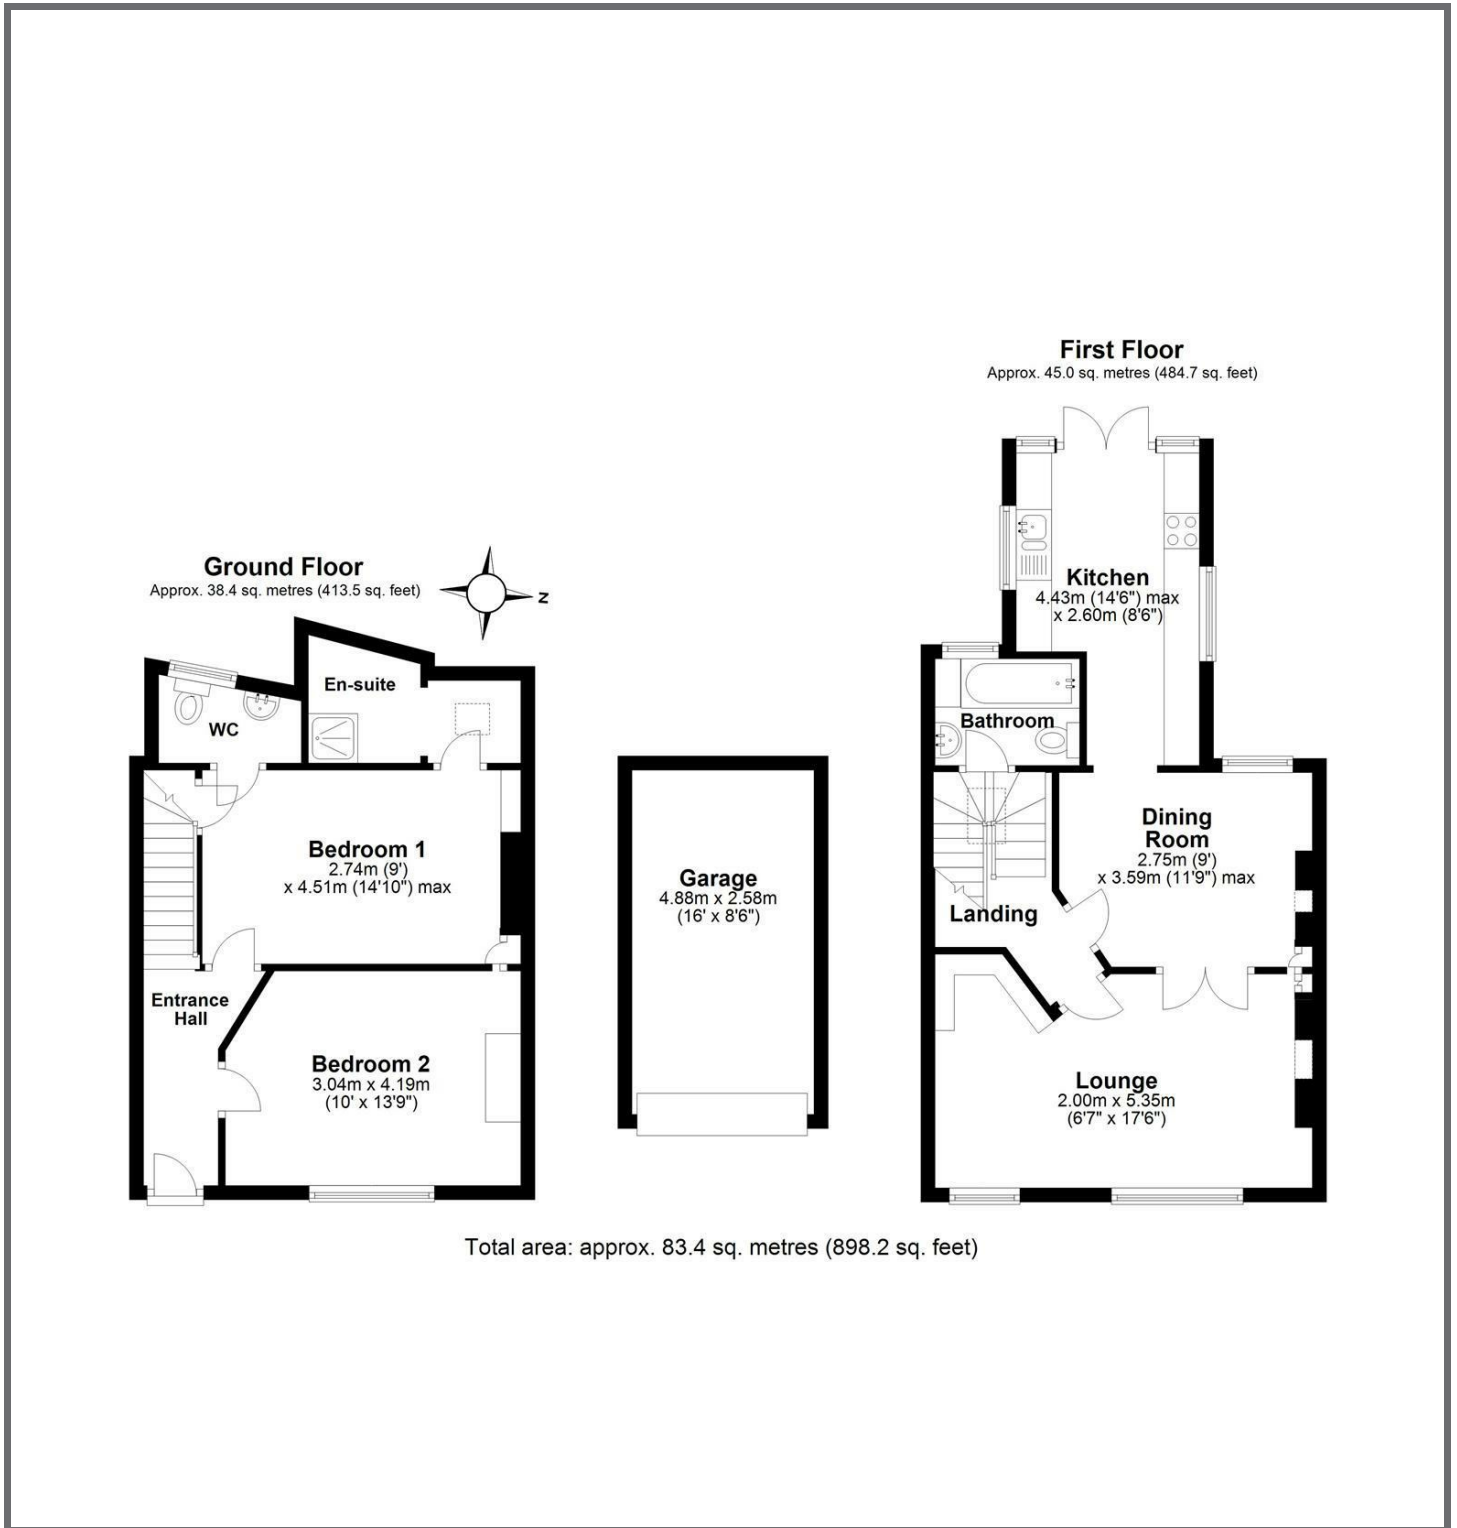 First Floor
Approx. 45.0 sq. metres (484.7 sq. feet)
Kitchen
4.43m (14'6") max
x 2.60m (8'6")
Bathroom
Dining
Room
2.75m (9')
x 3.59m (11'9") max
Landing
Lounge
2.00m x 5.35m
(6'7" x 17'6")
Ground Floor
Approx. 38.4 sq. metres (413.5 sq. feet)
N
En-suite
WC
Bedroom 1
2.74m (9')
x 4.51m (14'10") max
Entrance
Hall
Bedroom 2
3.04m x 4.19m
(10' x 13'9")
Garage
4.88m x 2.58m
(16' x 8'6")
Total area: approx. 83.4 sq. metres (898.2 sq. feet)